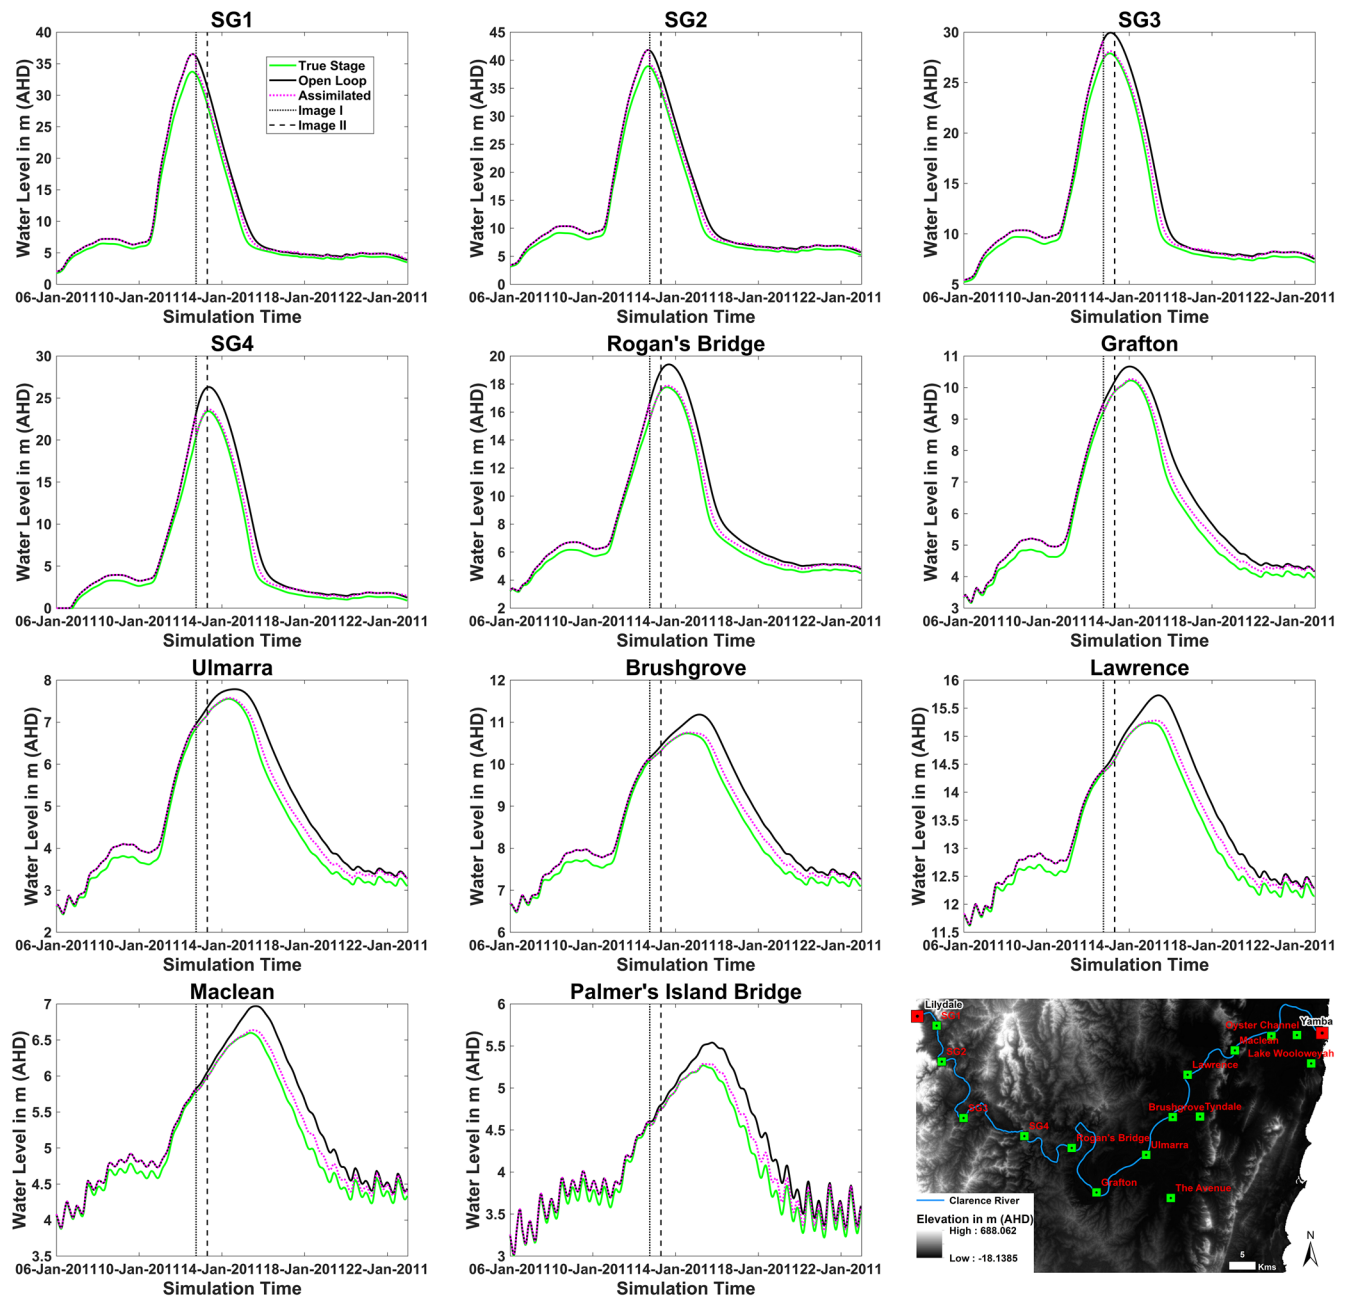 SG1
SG2
SG3
Water Level in m (AHD)
40
35
30
25
20
15
10
5
0
True Stage
Open Loop
Assimilated
Image I
Image II
06-Jan-2011 10-Jan-2011 14-Jan-2011 18-Jan-2011 22-Jan-2011
Simulation Time
Water Level in m (AHD)
45
40
35
30
25
20
15
10
5
0
06-Jan-2011 10-Jan-2011 14-Jan-2011 18-Jan-2011 22-Jan-2011
Simulation Time
Water Level in m (AHD)
30
25
20
15
10
5
06-Jan-2011 10-Jan-2011 14-Jan-2011 18-Jan-2011 22-Jan-2011
Simulation Time
SG4
Rogan's Bridge
Grafton
Water Level in m (AHD)
30
25
20
15
10
5
0
06-Jan-2011 10-Jan-2011 14-Jan-2011 18-Jan-2011 22-Jan-2011
Simulation Time
Water Level in m (AHD)
20
18
16
14
12
10
8
6
4
2
06-Jan-2011 10-Jan-2011 14-Jan-2011 18-Jan-2011 22-Jan-2011
Simulation Time
Water Level in m (AHD)
11
10
9
8
7
6
5
4
3
06-Jan-2011 10-Jan-2011 14-Jan-2011 18-Jan-2011 22-Jan-2011
Simulation Time
Ulmarra
Brushgrove
Lawrence
Water Level in m (AHD)
8
7
6
5
4
3
2
06-Jan-2011 10-Jan-2011 14-Jan-2011 18-Jan-2011 22-Jan-2011
Simulation Time
Water Level in m (AHD)
12
11
10
9
8
7
6
06-Jan-2011 10-Jan-2011 14-Jan-2011 18-Jan-2011 22-Jan-2011
Simulation Time
Water Level in m (AHD)
16
15.5
15
14.5
14
13.5
13
12.5
12
11.5
06-Jan-2011 10-Jan-2011 14-Jan-2011 18-Jan-2011 22-Jan-2011
Simulation Time
Maclean
Palmer's Island Bridge
Water Level in m (AHD)
7
6.5
6
5.5
5
4.5
4
3.5
06-Jan-2011 10-Jan-2011 14-Jan-2011 18-Jan-2011 22-Jan-2011
Simulation Time
Water Level in m (AHD)
6
5.5
5
4.5
4
3.5
3
06-Jan-2011 10-Jan-2011 14-Jan-2011 18-Jan-2011 22-Jan-2011
Simulation Time
Lilydale
SG1
Yamba
Oyster Channel
Maclean
SG2
Lake Wooloweyah
Lawrence
SG3
Brushgrove
Tyndale
SG4
Rogan's Bridge
Ulmarra
Grafton
The Avenue
Clarence River
Elevation in m (AHD)
High : 688.062
Low : -18.1385
N
5
Kms